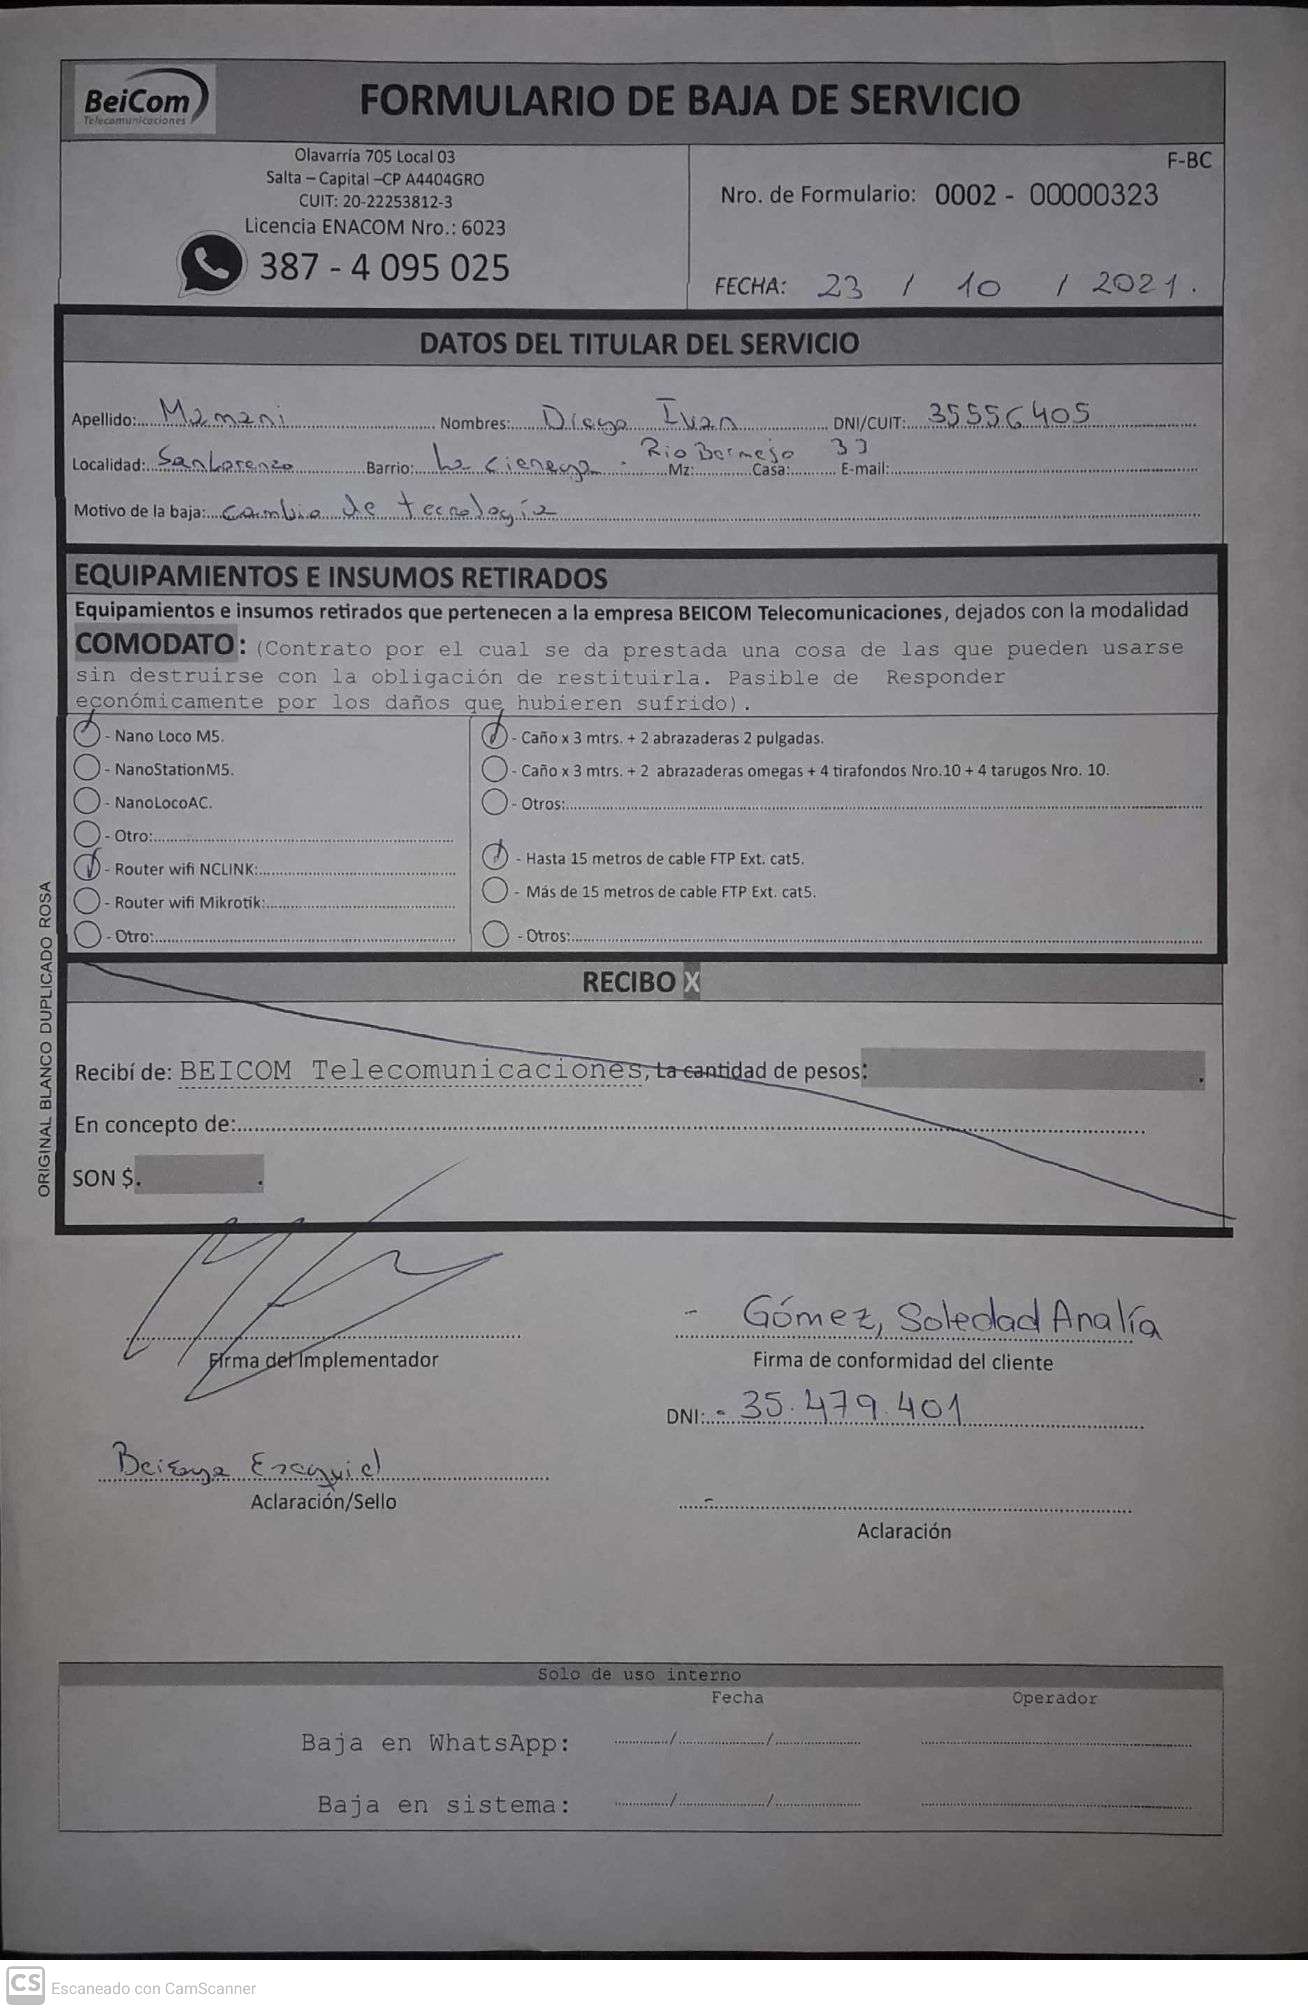 BeiCom
Telecomunicaciones
FORMULARIO DE BAJA DE SERVICIO
Olavarría 705 Local 03
Salta – Capital –CP A4404GRO
CUIT: 20-22253812-3
Licencia ENACOM Nro.: 6023
387 - 4 095 025
F-BC
Nro. de Formulario: 0002 - 00000323
FECHA: 23 / 10 / 2021.
DATOS DEL TITULAR DEL SERVICIO
Apellido: Mamani Nombres: Diego Ivan DNI/CUIT: 35556405
Localidad: San Lorenzo Barrio: La Cienega. Rio Bermejo Mz: Casa: 33 E-mail:
Motivo de la baja: Cambio de tecnología
EQUIPAMIENTOS E INSUMOS RETIRADOS
Equipamientos e insumos retirados que pertenecen a la empresa BEICOM Telecomunicaciones, dejados con la modalidad
COMODATO: (Contrato por el cual se da prestada una cosa de las que pueden usarse
sin destruirse con la obligación de restituirla. Pasible de Responder
económicamente por los daños que hubieren sufrido).
- Nano Loco M5.
- NanoStationM5.
- NanoLocoAC.
- Otro:
- Router wifi NCLINK:
- Router wifi Mikrotik:
- Otro:
- Caño x 3 mtrs. + 2 abrazaderas 2 pulgadas.
- Caño x 3 mtrs. + 2 abrazaderas omegas + 4 tirafondos Nro.10 + 4 tarugos Nro. 10.
- Otros:
- Hasta 15 metros de cable FTP Ext. cat5.
- Más de 15 metros de cable FTP Ext. cat5.
- Otros:
ORIGINAL BLANCO DUPLICADO ROSA
RECIBO X
Recibí de: BEICOM Telecomunicaciones, La cantidad de pesos:
En concepto de:
SON $.
Firma del Implementador
- Gómez, Soledad Analía
Firma de conformidad del cliente
DNI: - 35.479.401
Ezequiel
Aclaración/Sello
Aclaración
Solo de uso interno
Fecha Operador
Baja en WhatsApp: / /
Baja en sistema: / /
CS Escaneado con CamScanner